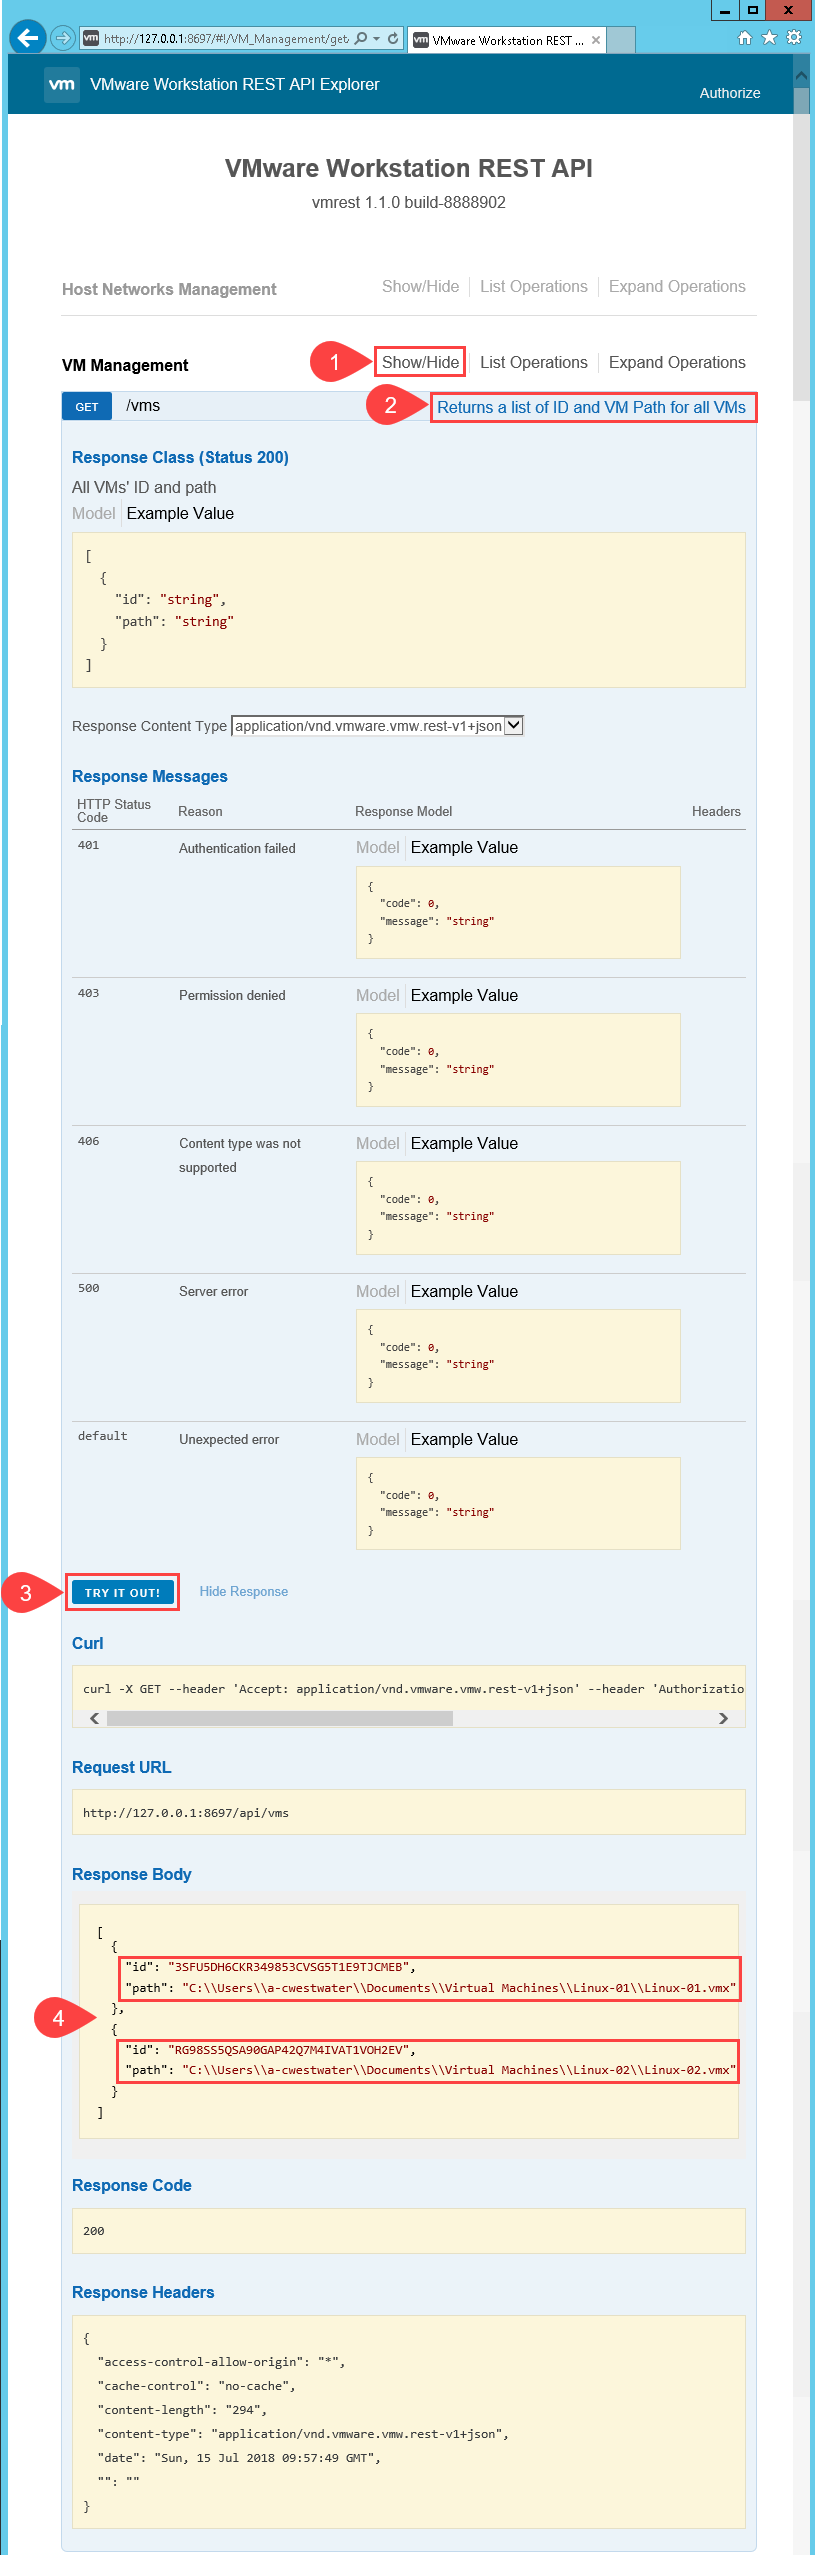 http://127.0.0.1:8697/#!/VM_Management/get
VMware Workstation REST ...
vm VMware Workstation REST API Explorer
Authorize
VMware Workstation REST API
vmrest 1.1.0 build-8888902
Host Networks Management Show/Hide List Operations Expand Operations
VM Management 1 Show/Hide List Operations Expand Operations
GET /vms 2 Returns a list of ID and VM Path for all VMs
Response Class (Status 200)
All VMs' ID and path
Model Example Value
[
{
"id": "string",
"path": "string"
}
]
Response Content Type application/vnd.vmware.vmw.rest-v1+json
Response Messages
HTTP Status Code Reason Response Model Headers
401 Authentication failed Model Example Value
{
"code": 0,
"message": "string"
}
403 Permission denied Model Example Value
{
"code": 0,
"message": "string"
}
406 Content type was not supported Model Example Value
{
"code": 0,
"message": "string"
}
500 Server error Model Example Value
{
"code": 0,
"message": "string"
}
default Unexpected error Model Example Value
{
"code": 0,
"message": "string"
}
3 TRY IT OUT! Hide Response
Curl
curl -X GET --header 'Accept: application/vnd.vmware.vmw.rest-v1+json' --header 'Authorizatio
Request URL
http://127.0.0.1:8697/api/vms
Response Body
[
{
"id": "3SFU5DH6CKR349853CVSG5T1E9TJCMEB",
"path": "C:\\Users\\a-cwestwater\\Documents\\Virtual Machines\\Linux-01\\Linux-01.vmx"
},
4
{
"id": "RG98SS5QSA90GAP42Q7M4IVAT1VOH2EV",
"path": "C:\\Users\\a-cwestwater\\Documents\\Virtual Machines\\Linux-02\\Linux-02.vmx"
}
]
Response Code
200
Response Headers
{
"access-control-allow-origin": "*",
"cache-control": "no-cache",
"content-length": "294",
"content-type": "application/vnd.vmware.vmw.rest-v1+json",
"date": "Sun, 15 Jul 2018 09:57:49 GMT",
"": ""
}